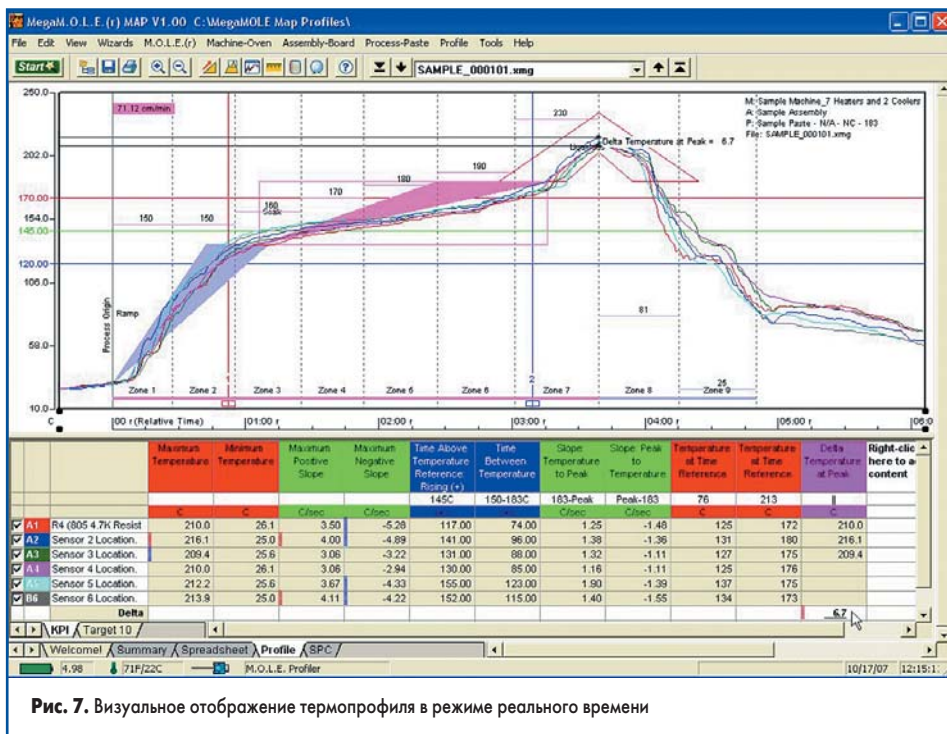 MegaM.O.L.E.(r) MAP V1.00 C:\MegaMOLE Map Profiles\
File Edit View Wizards M.O.L.E.(r) Machine-Oven Assembly-Board Process-Paste Profile Tools Help
Start SAMPLE_000101.xmg
250.0
71.12 cm/min
230
M: Sample Machine_7 Heaters and 2 Coolers
A: Sample Assembly
P: Sample Paste - N/A - NC - 183
File: SAMPLE_000101.xmg
Delta Temperature at Peak = 6.7
202.0
190
180
170
170.00
160
Soak
154.0
150 150
145.00
120.00
106.0
81
Process Origin
Ramp
59.0
25
Zone 1 Zone 2 Zone 3 Zone 4 Zone 5 Zone 6 Zone 7 Zone 8 Zone 9
1 2
10.0
C 00 r(Relative Time) 01:00 r 02:00 r 03:00 r 04:00 r 05:00 r 06:0
Maximum Temperature Minimum Temperature Maximum Positive Slope Maximum Negative Slope Time Above Temperature Reference Rising (+) Time Between Temperature Slope Temperature to Peak Slope: Peak to Temperature Temperature at Time Reference Temperature at Time Reference Delta Temperature at Peak Right-clic here to a content
145C 150-183C 183-Peak Peak-183 76 213
C C C/sec C/sec C/sec C/sec C C C
A1 R4 (805 4.7K Resist 210.0 26.1 3.50 -5.28 117.00 74.00 1.25 -1.48 125 172 210.0
A2 Sensor 2 Location. 216.1 25.0 4.00 -4.89 141.00 96.00 1.38 -1.36 131 180 216.1
A3 Sensor 3 Location. 209.4 25.6 3.06 -3.22 131.00 88.00 1.32 -1.11 127 175 209.4
A4 Sensor 4 Location. 210.0 26.1 3.06 -2.94 130.00 85.00 1.16 -1.11 125 176
A5 Sensor 5 Location. 212.2 25.6 3.67 -4.33 155.00 123.00 1.90 -1.39 137 175
B6 Sensor 6 Location. 213.9 25.0 4.11 -4.22 152.00 115.00 1.40 -1.55 134 173
Delta 6.7
KPI Target 10
Welcome! Summary Spreadsheet Profile SPC
4.98 71F/22C M.O.L.E. Profiler 10/17/07 12:15:1
Рис. 7. Визуальное отображение термопрофиля в режиме реального времени